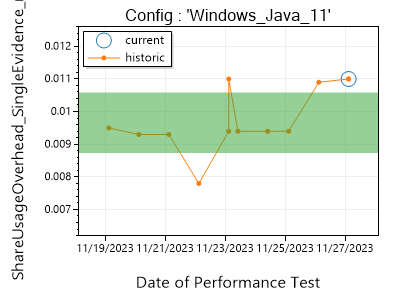 Config : 'Windows_Java_11'
current
historic
0.012
0.011
0.01
0.009
0.008
0.007
ShareUsageOverhead_SingleEvidence_
11/19/2023
11/21/2023
11/23/2023
11/25/2023
11/27/2023
Date of Performance Test